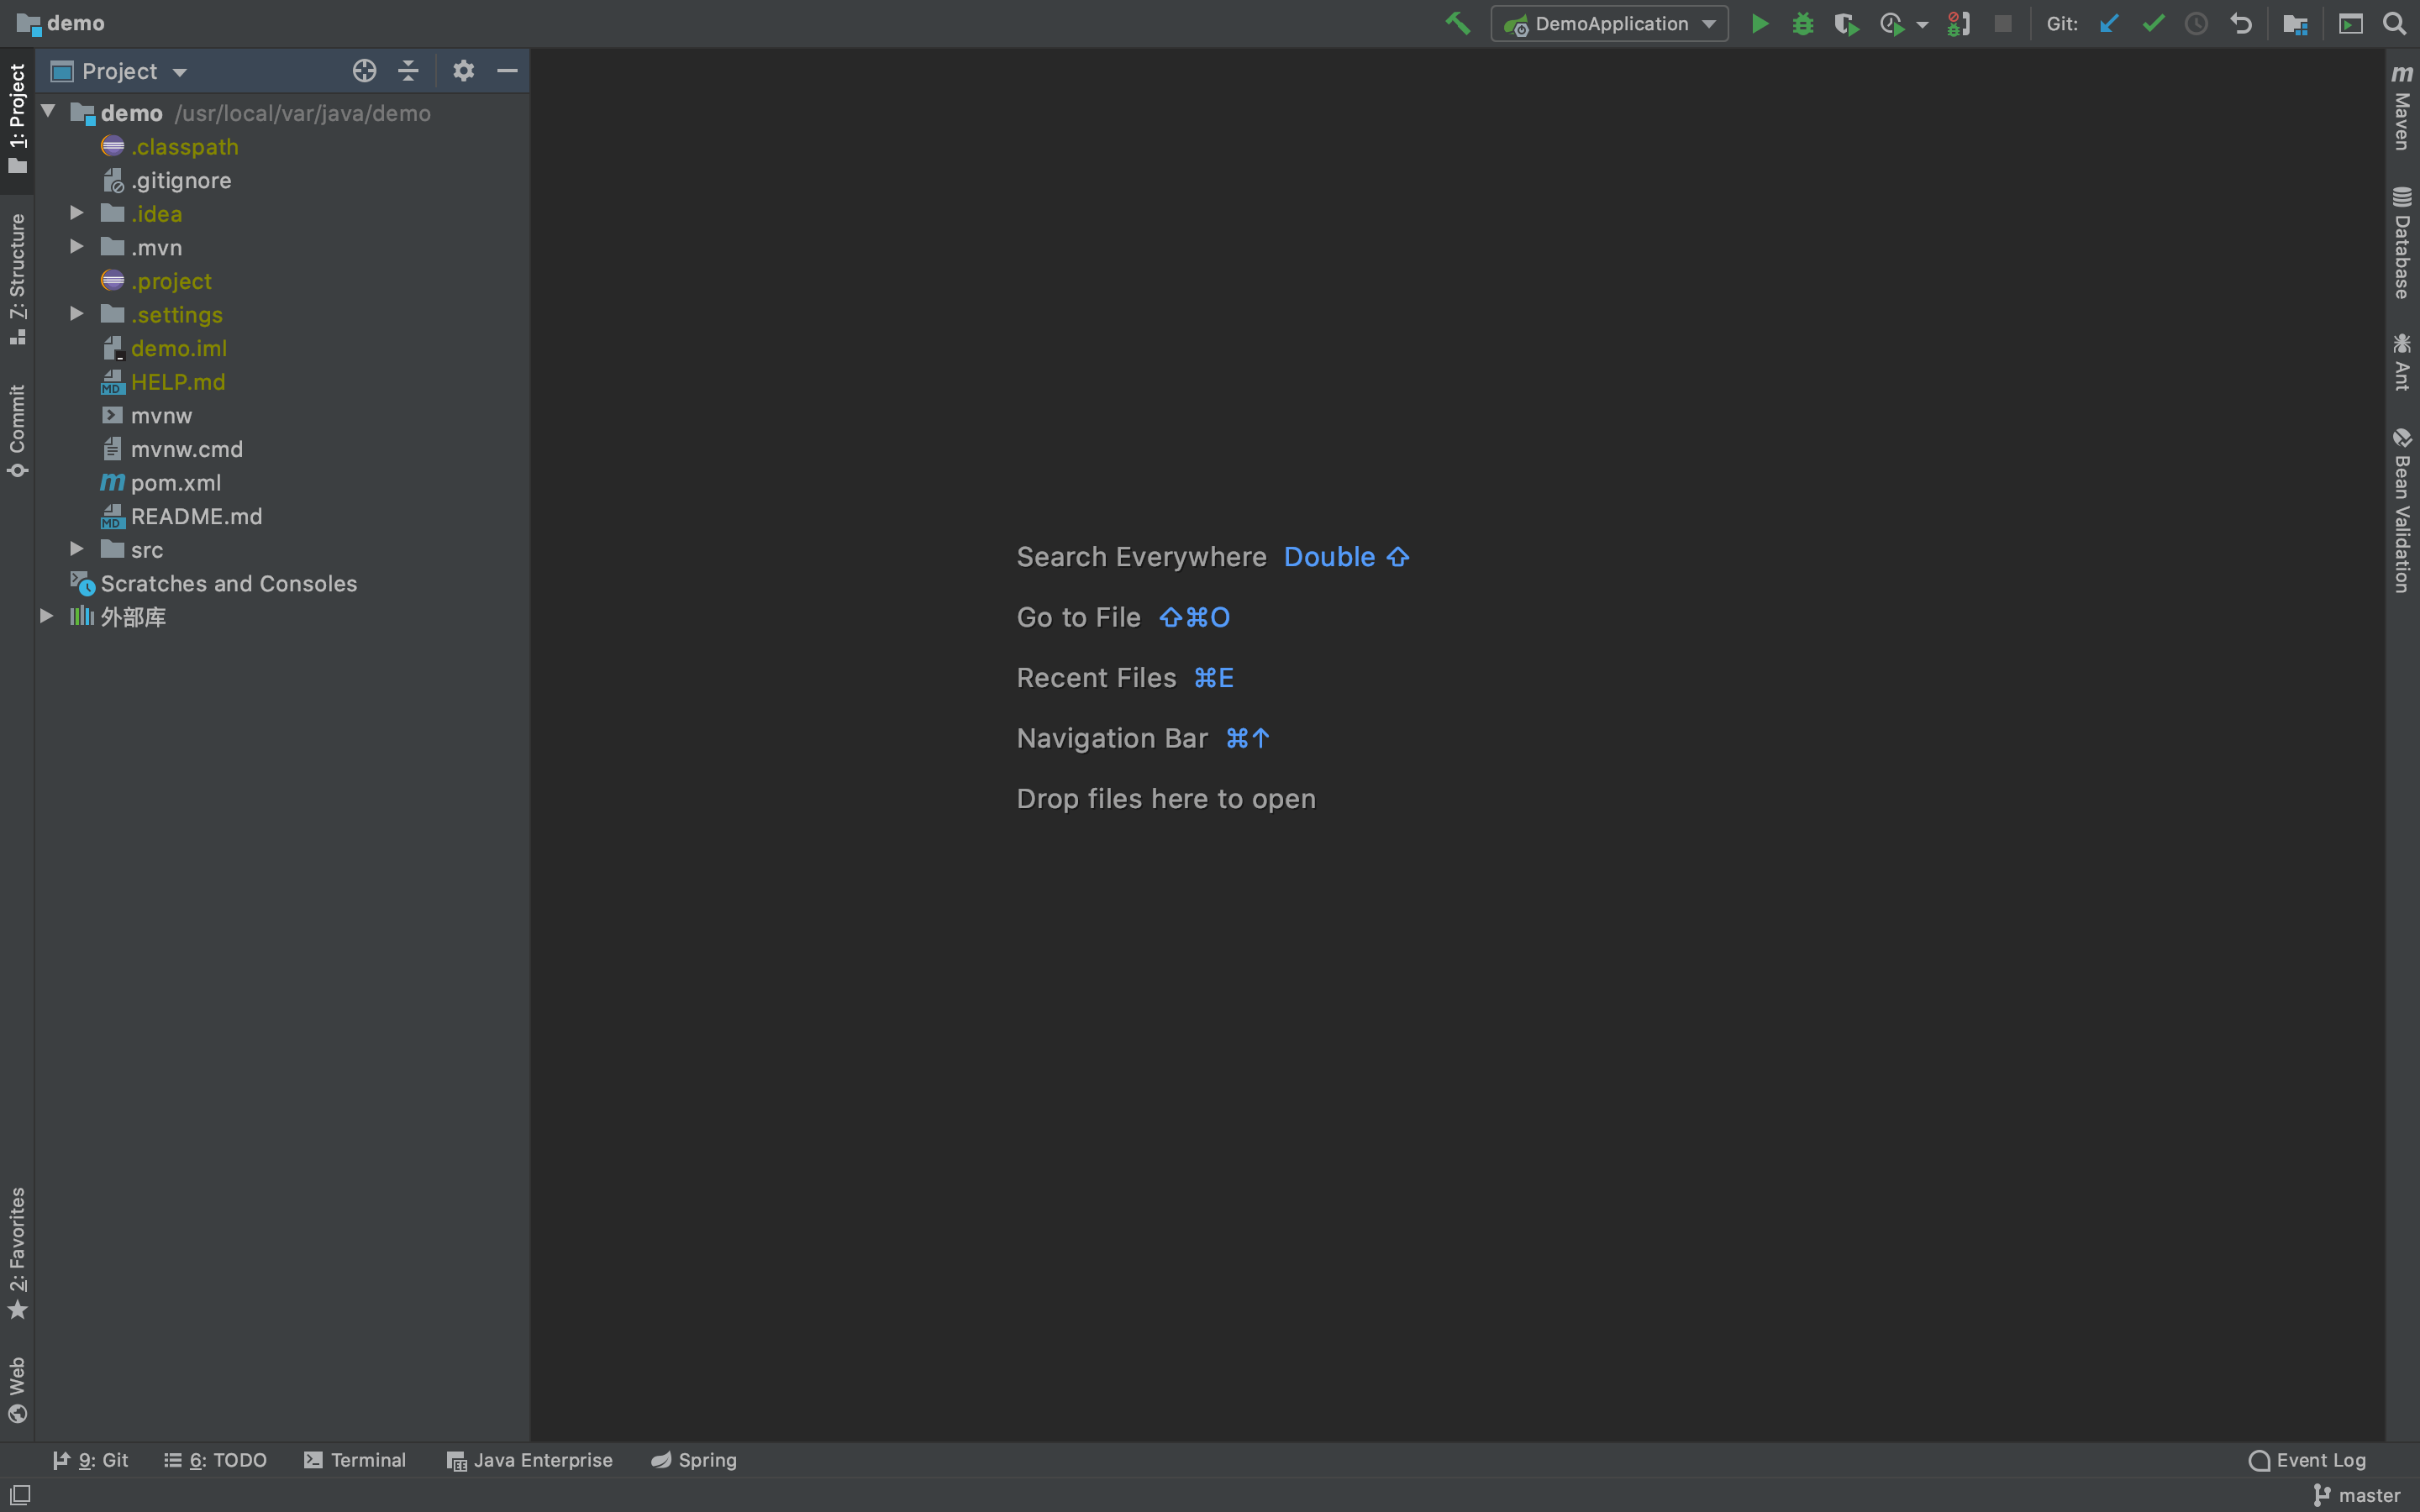 demo
DemoApplication
Git:
Project
demo /usr/local/var/java/demo
.classpath
.gitignore
.idea
.mvn
.project
.settings
demo.iml
HELP.md
mvnw
mvnw.cmd
pom.xml
README.md
src
Scratches and Consoles
外部库
1: Project
7: Structure
Commit
2: Favorites
Web
Search Everywhere Double ⇧
Go to File ⇧⌘O
Recent Files ⌘E
Navigation Bar ⌘↑
Drop files here to open
Maven
Database
Ant
Bean Validation
9: Git
6: TODO
Terminal
Java Enterprise
Spring
Event Log
master